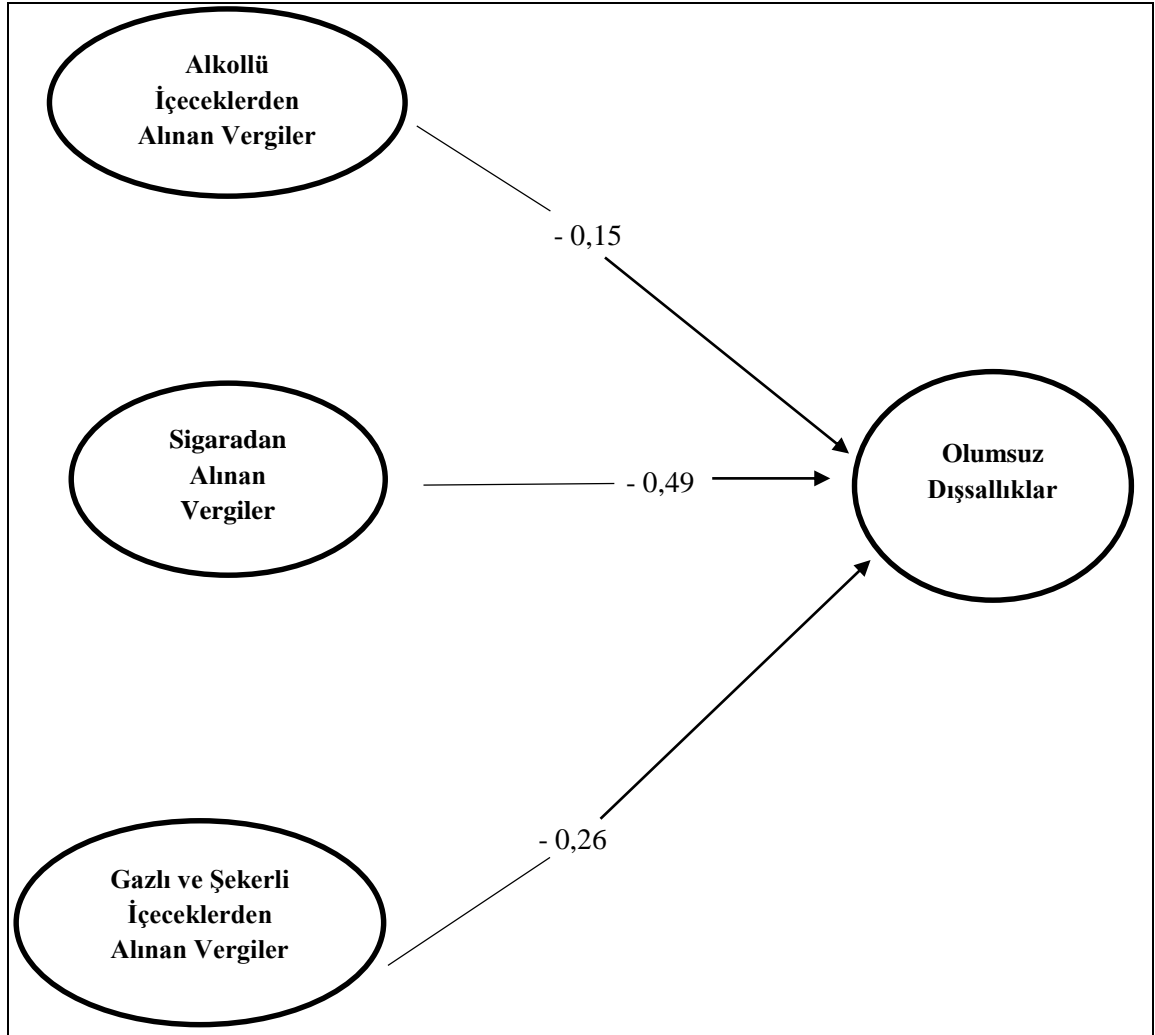 Alkollü
İçeceklerden
Alınan Vergiler
- 0,15
Sigaradan
Alınan
Vergiler
- 0,49
Olumsuz
Dışsallıklar
- 0,26
Gazlı ve Şekerli
İçeceklerden
Alınan Vergiler